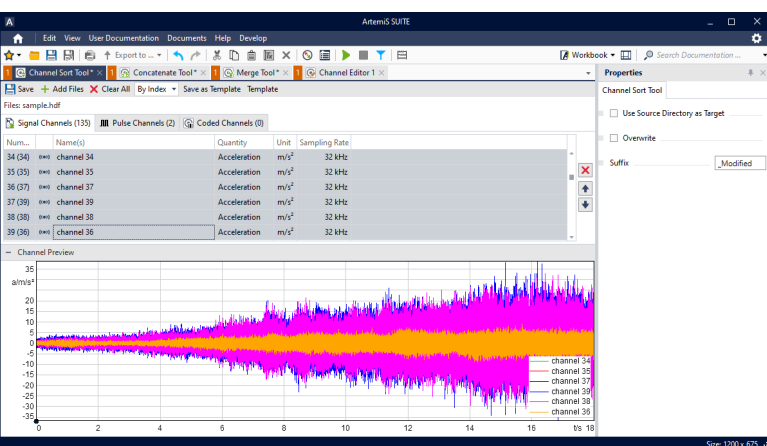 A ArtemiS SUITE
Edit View User Documentation Documents Help Develop
Export to ... Workbook Search Documentation ...
1 Channel Sort Tool* × 1 Concatenate Tool* × 1 Merge Tool* × 1 Channel Editor 1 ×
Properties
Save + Add Files Clear All By Index Save as Template Template
Channel Sort Tool
Files: sample.hdf
Use Source Directory as Target
Signal Channels (135) Pulse Channels (2) Coded Channels (0)
Overwrite
Num... Name(s) Quantity Unit Sampling Rate
34 (34) channel 34 Acceleration m/s² 32 kHz
Suffix _Modified
35 (35) channel 35 Acceleration m/s² 32 kHz
36 (37) channel 37 Acceleration m/s² 32 kHz
37 (39) channel 39 Acceleration m/s² 32 kHz
38 (38) channel 38 Acceleration m/s² 32 kHz
39 (36) channel 36 Acceleration m/s² 32 kHz
− Channel Preview
35
a/m/s²
20
15
10
5
0
-5
-10
-15
-20
-25
-30
-35
channel 34
channel 35
channel 37
channel 39
channel 38
channel 36
0 2 4 6 8 10 12 14 16 t/s 18
Size: 1200 x 675